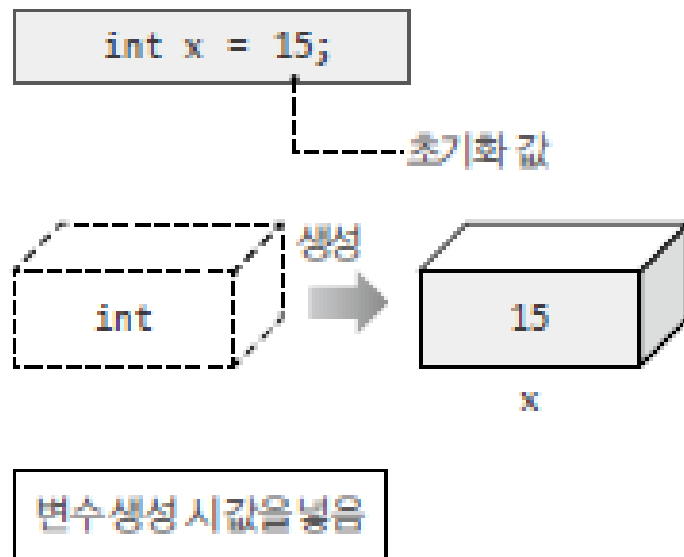 int x = 15;
초기화 값
생성
int
15
x
변수 생성 시 값을 넣음